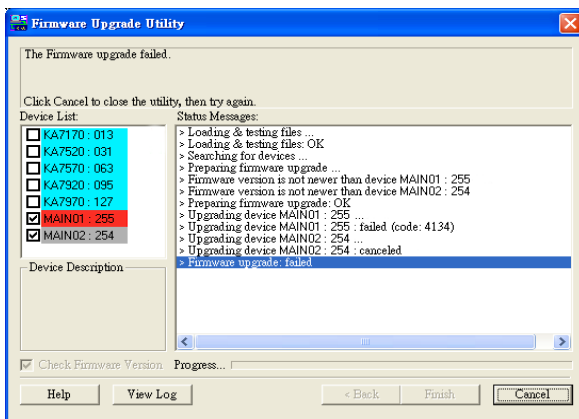 Firmware Upgrade Utility
The Firmware upgrade failed.
Click Cancel to close the utility, then try again.
Device List:
KA7170 : 013
KA7520 : 031
KA7570 : 063
KA7920 : 095
KA7970 : 127
MAIN01 : 255
MAIN02 : 254
Status Messages:
> Loading & testing files ...
> Loading & testing files: OK
> Searching for devices ...
> Preparing firmware upgrade ...
> Firmware version is not newer than device MAIN01 : 255
> Firmware version is not newer than device MAIN02 : 254
> Preparing firmware upgrade: OK
> Upgrading device MAIN01 : 255 ...
> Upgrading device MAIN01 : 255 : failed (code: 4134)
> Upgrading device MAIN02 : 254 ...
> Upgrading device MAIN02 : 254 : canceled
> Firmware upgrade: failed
Device Description
Check Firmware Version Progress...
Help View Log < Back Finish Cancel